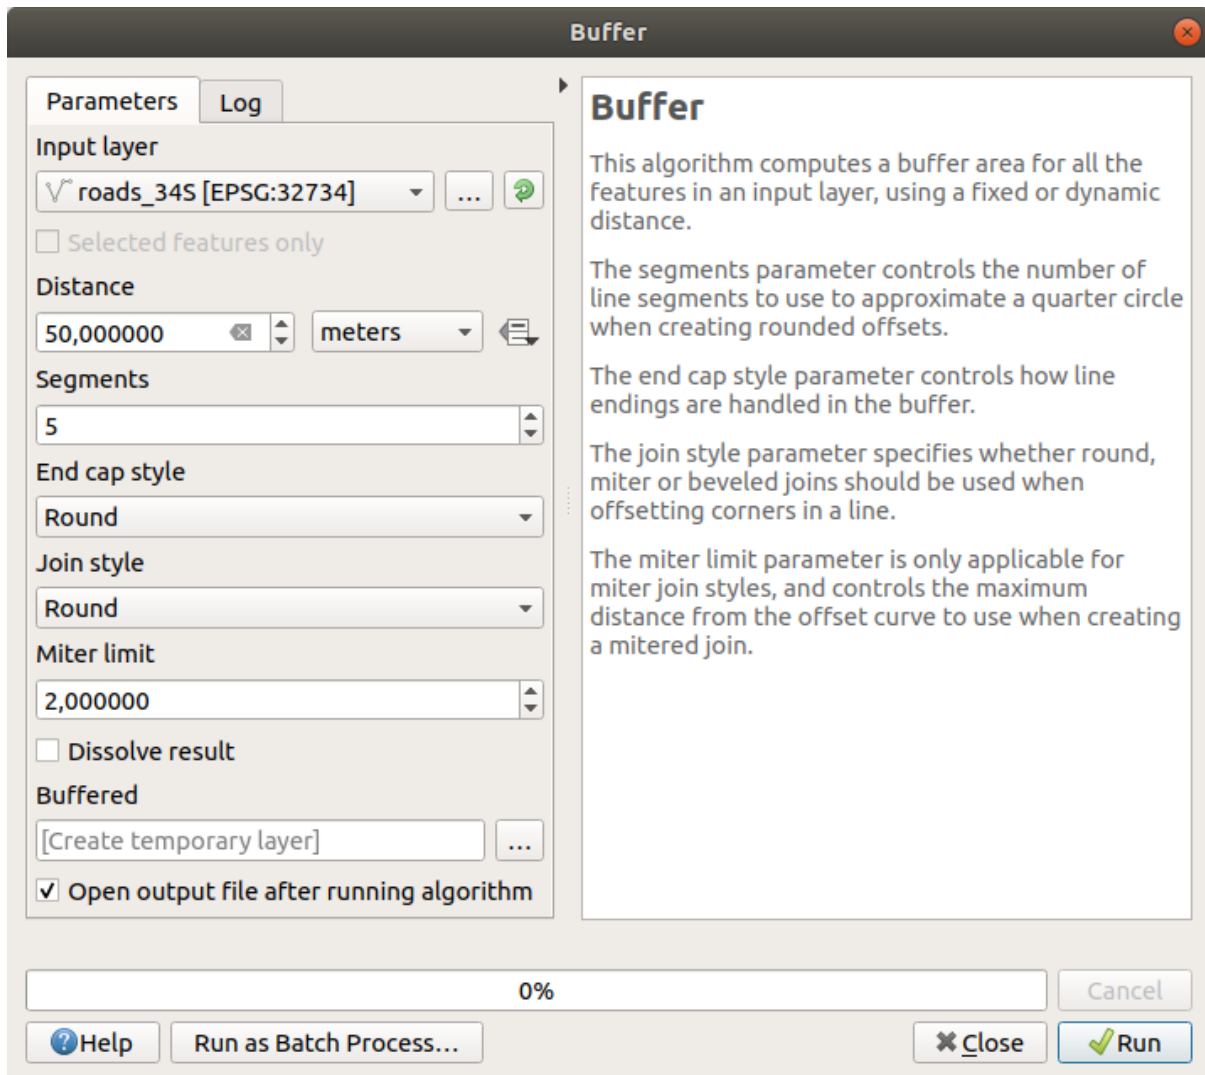 Buffer
Parameters
Log
Input layer
roads_34S [EPSG:32734]
...
Selected features only
Distance
50,000000
meters
Segments
5
End cap style
Round
Join style
Round
Miter limit
2,000000
Dissolve result
Buffered
[Create temporary layer]
...
Open output file after running algorithm
Buffer
This algorithm computes a buffer area for all the
features in an input layer, using a fixed or dynamic
distance.
The segments parameter controls the number of
line segments to use to approximate a quarter circle
when creating rounded offsets.
The end cap style parameter controls how line
endings are handled in the buffer.
The join style parameter specifies whether round,
miter or beveled joins should be used when
offsetting corners in a line.
The miter limit parameter is only applicable for
miter join styles, and controls the maximum
distance from the offset curve to use when creating
a mitered join.
0%
Cancel
Help
Run as Batch Process...
Close
Run